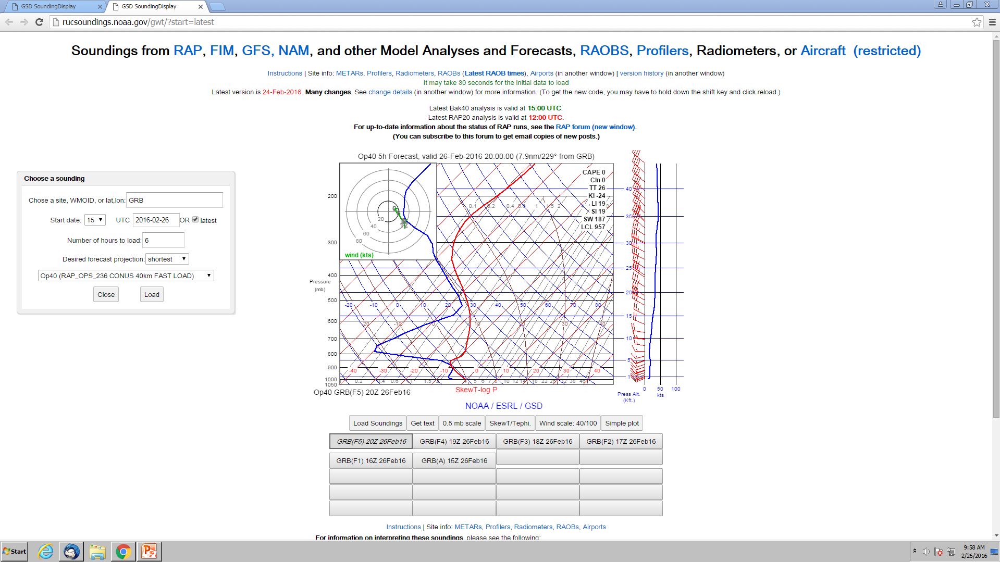 GSD SoundingDisplay
GSD SoundingDisplay
rucsoundings.noaa.gov/gwt/?start=latest
Soundings from RAP, FIM, GFS, NAM, and other Model Analyses and Forecasts, RAOBS, Profilers, Radiometers, or Aircraft (restricted)
Instructions | Site info: METARs, Profilers, Radiometers, RAOBs (Latest RAOB times), Airports (in another window) | version history (in another window)
It may take 30 seconds for the initial data to load
Latest version is 24-Feb-2016. Many changes. See change details (in another window) for more information. (To get the new code, you may have to hold down the shift key and click reload.)
Latest Bak40 analysis is valid at 15:00 UTC.
Latest RAP20 analysis is valid at 12:00 UTC.
For up-to-date information about the status of RAP runs, see the RAP forum (new window).
(You can subscribe to this forum to get email copies of new posts.)
Choose a sounding
Chose a site, WMOID, or lat,lon: GRB
Start date: 15 UTC 2016-02-26 OR latest
Number of hours to load: 6
Desired forecast projection: shortest
Op40 (RAP_OPS_236 CONUS 40km FAST LOAD)
Close Load
Op40 5h Forecast, valid 26-Feb-2016 20:00:00 (7.9nm/229° from GRB)
CAPE 0
CIn 0
TT 26
KI -24
LI 19
SI 19
SW 187
LCL 957
20
40
60
80
wind (kts)
200
300
400
Pressure
(mb)
500
600
700
800
900
1000
1050
0.1 0.2 0.4 0.6 1 1.5 2
-20 -10 0 10 20 30 40 50 60 70 80
-20 -10 0 10 20 30 40
-40 -30 -20 -10 0 10 20 30 40
0.2 0.4 0.6 1 1.5 2 4 5 6 7 8 10 12 14 18 22 26 32 38 46
40
35
30
25
20
15
10
5
1
0 50 100
kts
Press Alt.
(Kft.)
Op40 GRB(F5) 20Z 26Feb16
SkewT-log P
NOAA / ESRL / GSD
Load Soundings Get text 0.5 mb scale SkewT/Tephi. Wind scale: 40/100 Simple plot
GRB(F5) 20Z 26Feb16 GRB(F4) 19Z 26Feb16 GRB(F3) 18Z 26Feb16 GRB(F2) 17Z 26Feb16
GRB(F1) 16Z 26Feb16 GRB(A) 15Z 26Feb16
Instructions | Site info: METARs, Profilers, Radiometers, RAOBs, Airports
For information on interpreting these soundings, please see the following:
Start
9:58 AM
2/26/2016